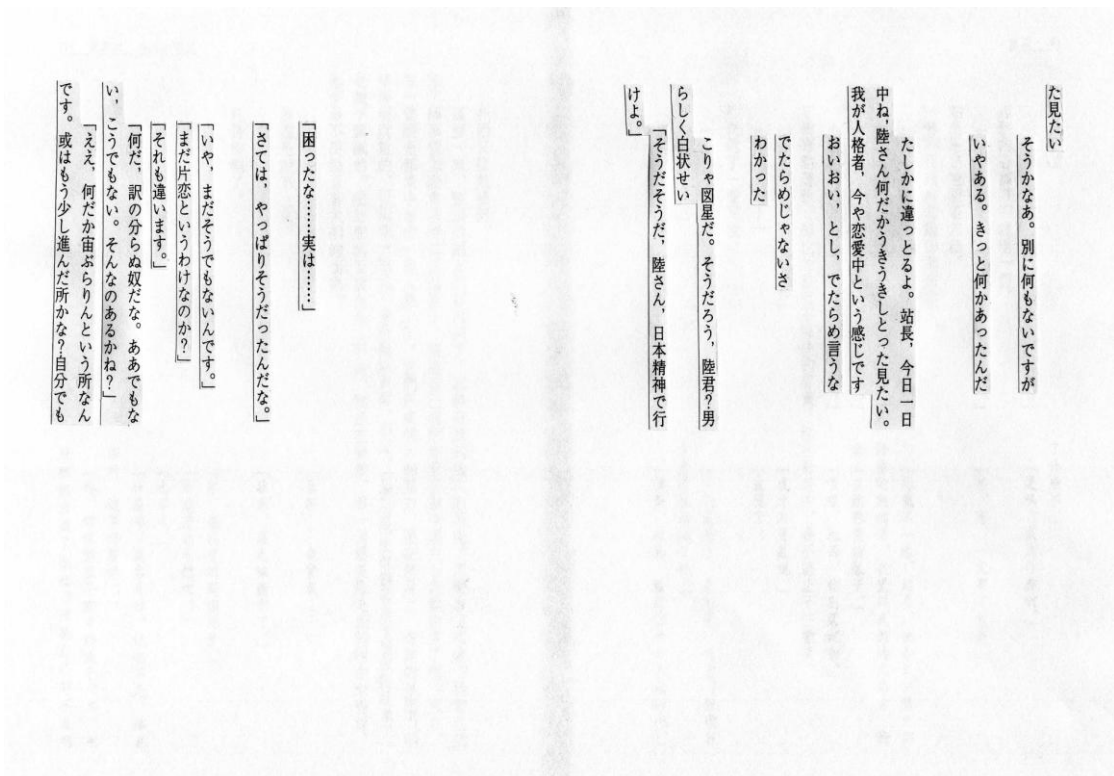 た見たい
そうかなあ。別に何もないですが
いやある。きっと何かあったんだ
たしかに違っとるよ。站長，今日一日
中ね，陸さん何だかうきうきしとった見たい。
我が人格者，今や恋愛中という感じです
おいおい，とし，でたらめ言うな
でたらめじゃないさ
わかった
こりゃ図星だ。そうだろう，陸君？男
らしく白状せい
「そうだそうだ，陸さん，日本精神で行
けよ。」
「困ったな……実は……」
「さては，やっぱりそうだったんだな。」
「いや，まだそうでもないんです。」
「まだ片恋というわけなのか？」
「それも違います。」
「何だ，訳の分らぬ奴だな。ああでもな
い，こうでもない。そんなのあるかね？」
「ええ，何だか宙ぶらりんという所なん
です。或はもう少し進んだ所かな？自分でも